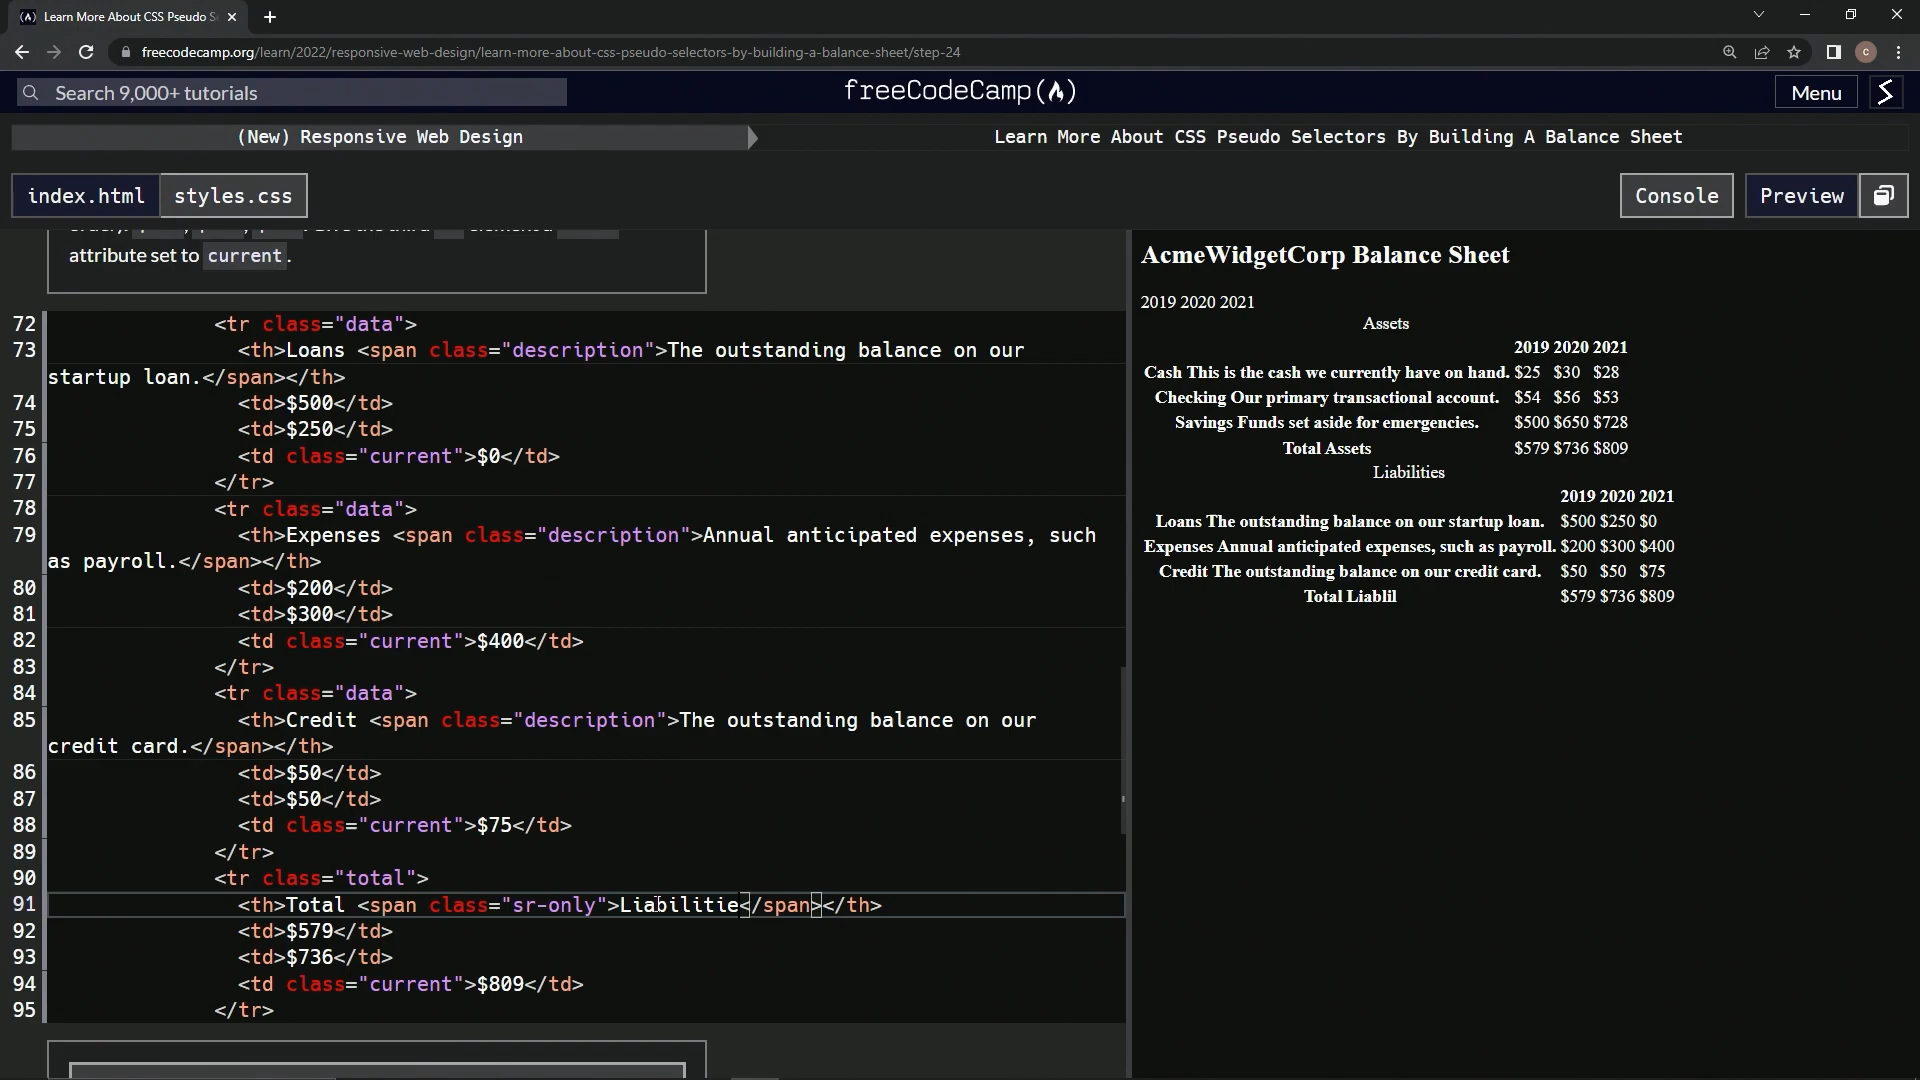 Learn More About CSS Pseudo S
freecodecamp.org/learn/2022/responsive-web-design/learn-more-about-css-pseudo-selectors-by-building-a-balance-sheet/step-24
C
Search 9,000+ tutorials
freeCodeCamp
Menu
(New) Responsive Web Design
Learn More About CSS Pseudo Selectors By Building A Balance Sheet
index.html
styles.css
Console
Preview
attribute set to current.
72 <tr class="data">
73 <th>Loans <span class="description">The outstanding balance on our
startup loan.</span></th>
74 <td>$500</td>
75 <td>$250</td>
76 <td class="current">$0</td>
77 </tr>
78 <tr class="data">
79 <th>Expenses <span class="description">Annual anticipated expenses, such
as payroll.</span></th>
80 <td>$200</td>
81 <td>$300</td>
82 <td class="current">$400</td>
83 </tr>
84 <tr class="data">
85 <th>Credit <span class="description">The outstanding balance on our
credit card.</span></th>
86 <td>$50</td>
87 <td>$50</td>
88 <td class="current">$75</td>
89 </tr>
90 <tr class="total">
91 <th>Total <span class="sr-only">Liabilitie</span></th>
92 <td>$579</td>
93 <td>$736</td>
94 <td class="current">$809</td>
95 </tr>
AcmeWidgetCorp Balance Sheet
2019 2020 2021
Assets
2019 2020 2021
Cash This is the cash we currently have on hand. $25 $30 $28
Checking Our primary transactional account. $54 $56 $53
Savings Funds set aside for emergencies. $500 $650 $728
Total Assets $579 $736 $809
Liabilities
2019 2020 2021
Loans The outstanding balance on our startup loan. $500 $250 $0
Expenses Annual anticipated expenses, such as payroll. $200 $300 $400
Credit The outstanding balance on our credit card. $50 $50 $75
Total Liablil $579 $736 $809